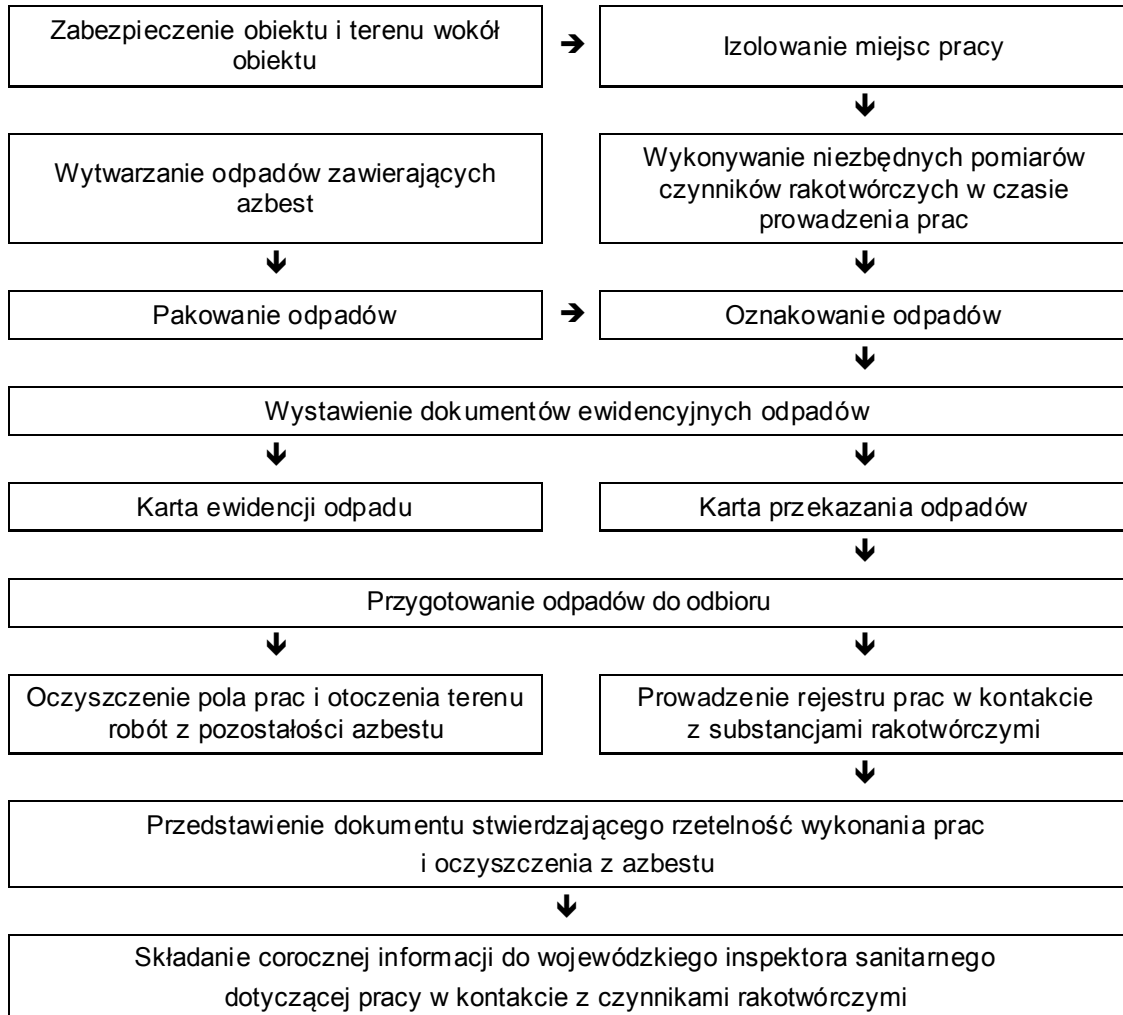 Zabezpieczenie obiektu i terenu wokół
obiektu
➔
Izolowanie miejsc pracy
Wytwarzanie odpadów zawierających
azbest
Wykonywanie niezbędnych pomiarów
czynników rakotwórczych w czasie
prowadzenia prac
Pakowanie odpadów
➔
Oznakowanie odpadów
Wystawienie dokumentów ewidencyjnych odpadów
Karta ewidencji odpadu
Karta przekazania odpadów
Przygotowanie odpadów do odbioru
Oczyszczenie pola prac i otoczenia terenu
robót z pozostałości azbestu
Prowadzenie rejestru prac w kontakcie
z substancjami rakotwórczymi
Przedstawienie dokumentu stwierdzającego rzetelność wykonania prac
i oczyszczenia z azbestu
Składanie corocznej informacji do wojewódzkiego inspektora sanitarnego
dotyczącej pracy w kontakcie z czynnikami rakotwórczymi